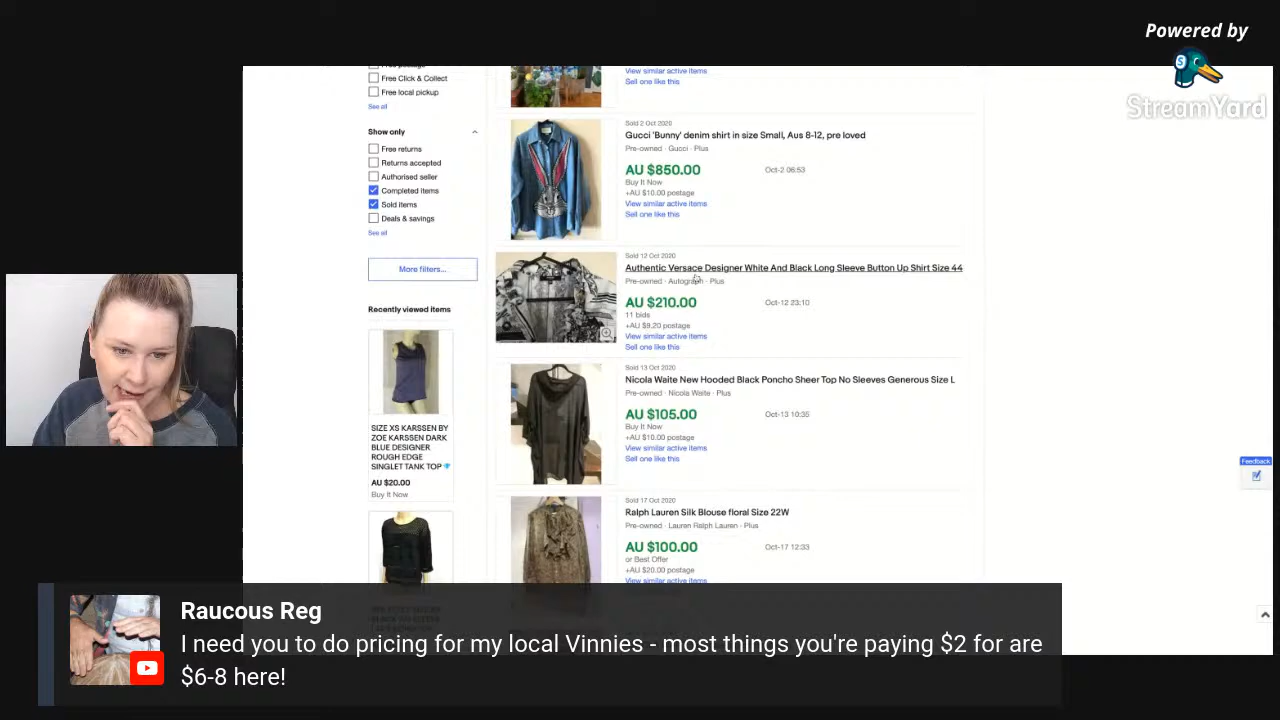 Powered by
StreamYard
Free Click & Collect
Free local pickup
See all
Show only
Free returns
Returns accepted
Authorised seller
Completed items
Sold items
Deals & savings
See all
More filters...
Recently viewed items
SIZE XS KARSSEN BY
ZOE KARSSEN DARK
BLUE DESIGNER
ROUGH EDGE
SINGLET TANK TOP
AU $20.00
Buy It Now
View similar active items
Sell one like this
Sold 2 Oct 2020
Gucci 'Bunny' denim shirt in size Small, Aus 8-12, pre loved
Pre-owned · Gucci · Plus
AU $850.00
Oct-2 06:53
Buy It Now
+AU $10.00 postage
View similar active items
Sell one like this
Sold 12 Oct 2020
Authentic Versace Designer White And Black Long Sleeve Button Up Shirt Size 44
Pre-owned · Autograph · Plus
AU $210.00
Oct-12 23:10
11 bids
+AU $9.20 postage
View similar active items
Sell one like this
Sold 13 Oct 2020
Nicola Waite New Hooded Black Poncho Sheer Top No Sleeves Generous Size L
Pre-owned · Nicola Waite · Plus
AU $105.00
Oct-13 10:35
Buy It Now
+AU $10.00 postage
View similar active items
Sell one like this
Sold 17 Oct 2020
Ralph Lauren Silk Blouse floral Size 22W
Pre-owned · Lauren Ralph Lauren · Plus
AU $100.00
Oct-17 12:33
or Best Offer
+AU $20.00 postage
View similar active items
Feedback
Raucous Reg
I need you to do pricing for my local Vinnies - most things you're paying $2 for are
$6-8 here!